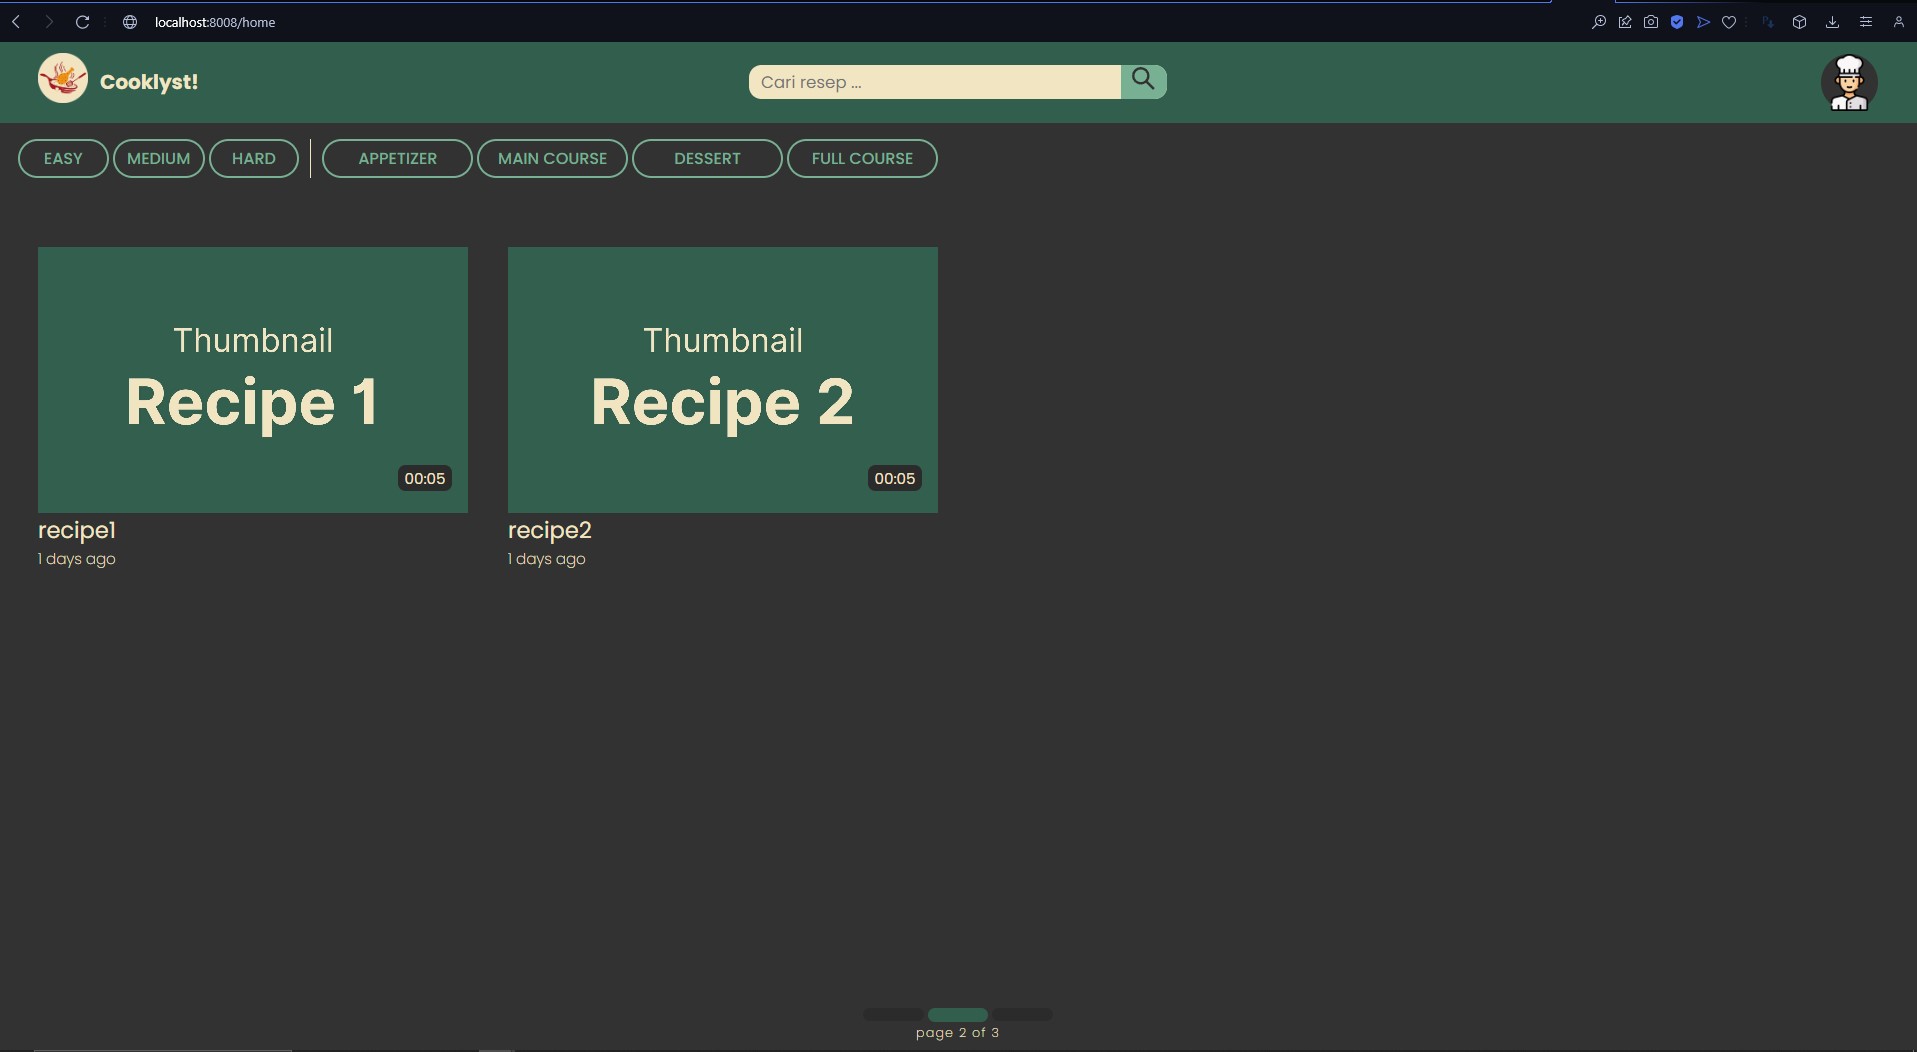 localhost:8008/home
Cooklyst!
Cari resep ...
EASY MEDIUM HARD APPETIZER MAIN COURSE DESSERT FULL COURSE
Thumbnail
Recipe 1
00:05
recipe1
1 days ago
Thumbnail
Recipe 2
00:05
recipe2
1 days ago
page 2 of 3